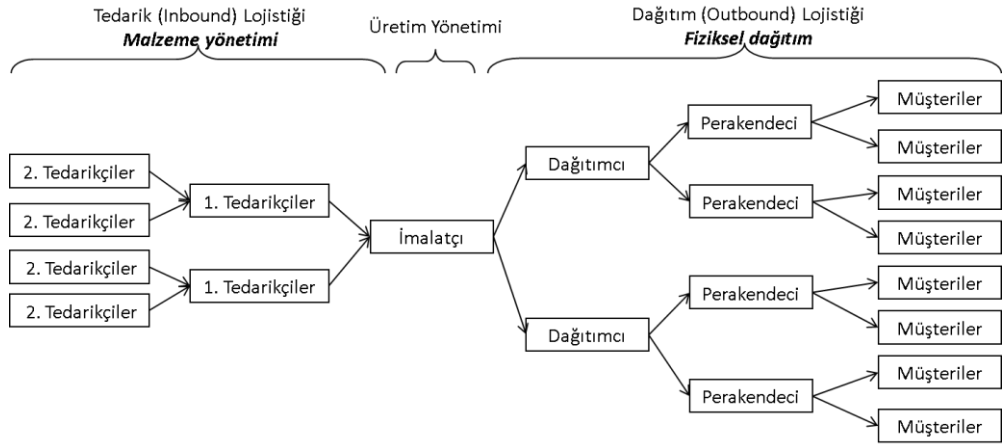 Tedarik (Inbound) Lojistiği
Malzeme yönetimi
Üretim Yönetimi
Dağıtım (Outbound) Lojistiği
Fiziksel dağıtım
2. Tedarikçiler
2. Tedarikçiler
2. Tedarikçiler
2. Tedarikçiler
1. Tedarikçiler
1. Tedarikçiler
İmalatçı
Dağıtımcı
Dağıtımcı
Perakendeci
Perakendeci
Perakendeci
Perakendeci
Müşteriler
Müşteriler
Müşteriler
Müşteriler
Müşteriler
Müşteriler
Müşteriler
Müşteriler